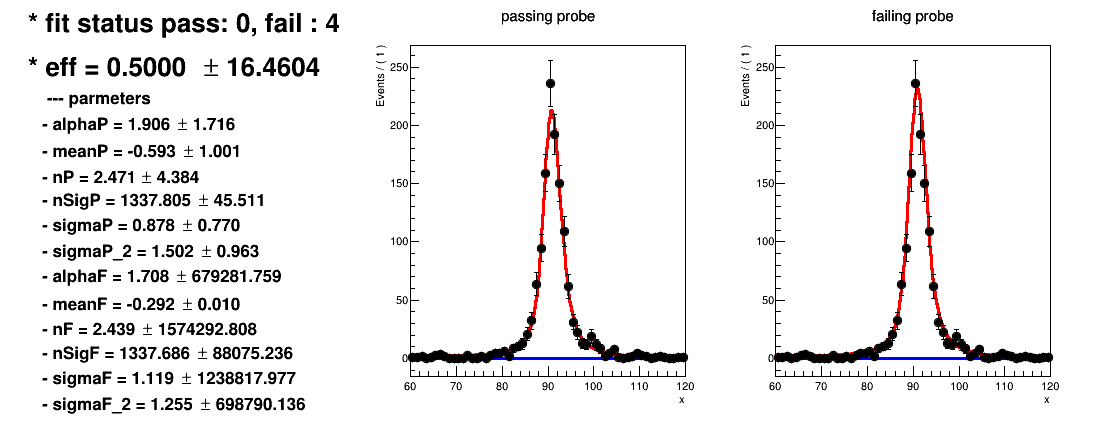 * fit status pass: 0, fail : 4
* eff = 0.5000 ± 16.4604
--- parmeters
- alphaP = 1.906 ± 1.716
- meanP = -0.593 ± 1.001
- nP = 2.471 ± 4.384
- nSigP = 1337.805 ± 45.511
- sigmaP = 0.878 ± 0.770
- sigmaP_2 = 1.502 ± 0.963
- alphaF = 1.708 ± 679281.759
- meanF = -0.292 ± 0.010
- nF = 2.439 ± 1574292.808
- nSigF = 1337.686 ± 88075.236
- sigmaF = 1.119 ± 1238817.977
- sigmaF_2 = 1.255 ± 698790.136
passing probe
Events / ( 1 )
250
200
150
100
50
0
60 70 80 90 100 110 120
x
failing probe
Events / ( 1 )
250
200
150
100
50
0
60 70 80 90 100 110 120
x